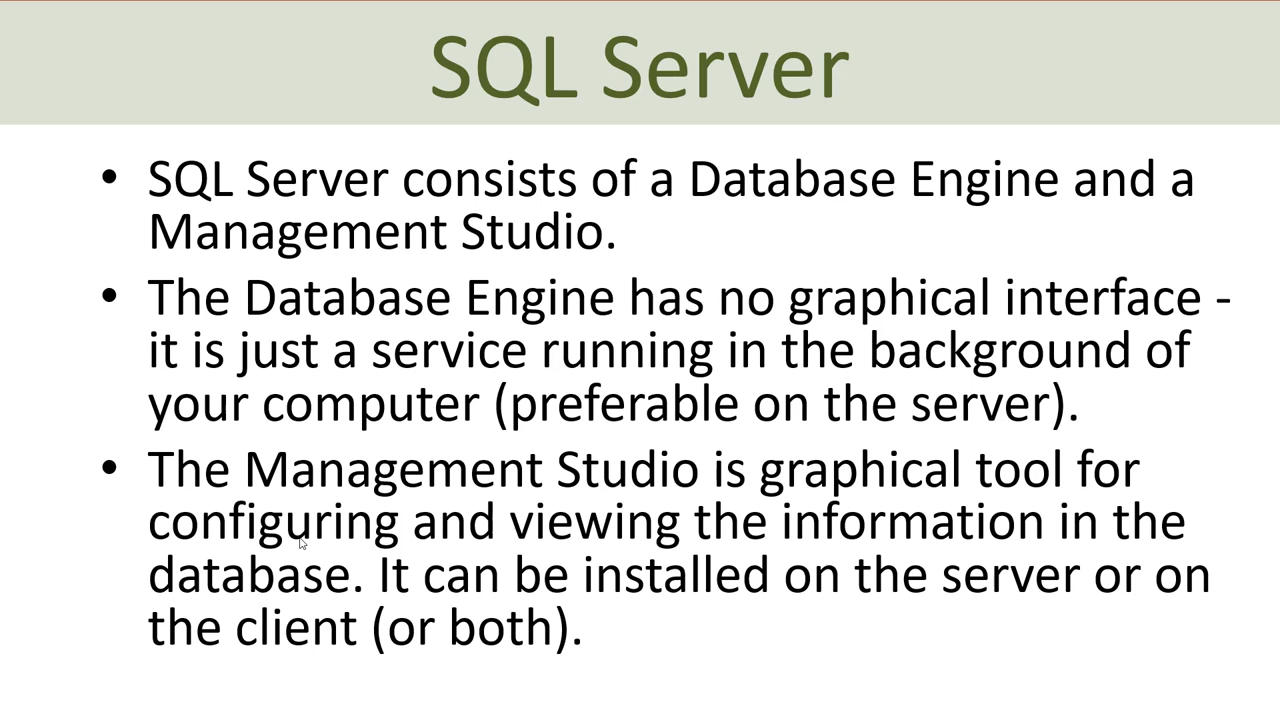 SQL Server
• SQL Server consists of a Database Engine and a
Management Studio.
• The Database Engine has no graphical interface -
it is just a service running in the background of
your computer (preferable on the server).
• The Management Studio is graphical tool for
configuring and viewing the information in the
database. It can be installed on the server or on
the client (or both).